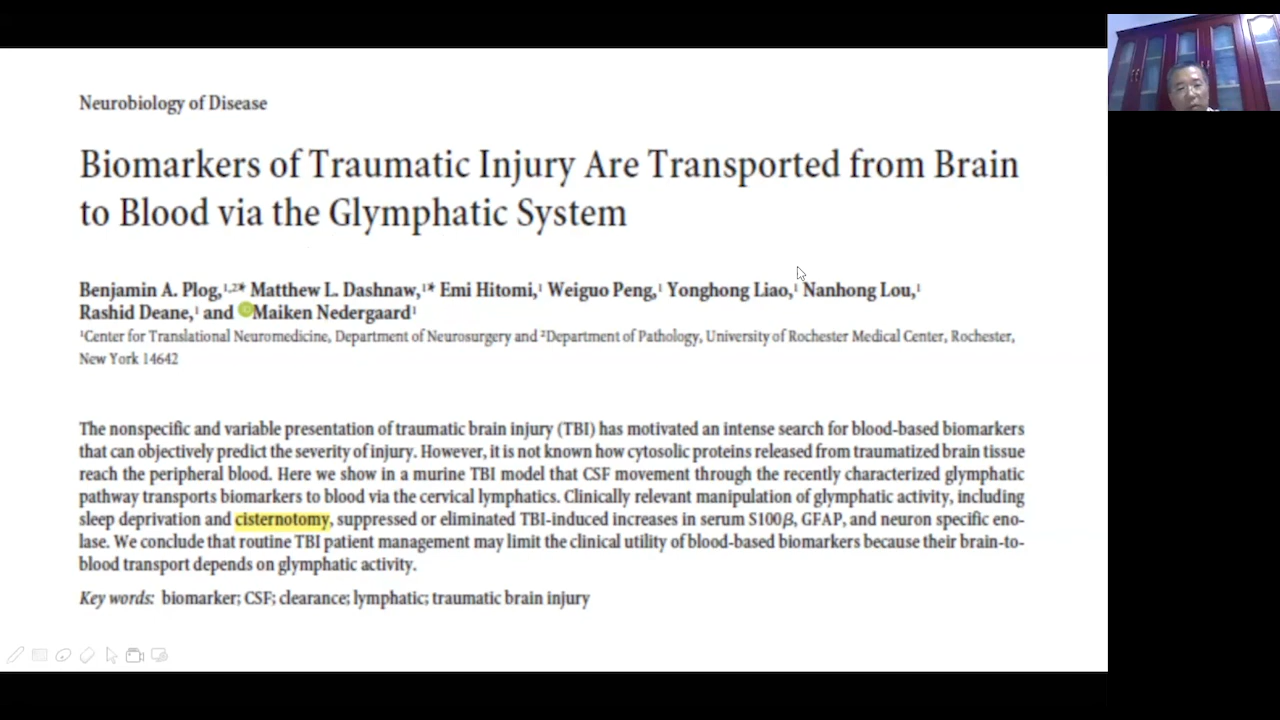 Neurobiology of Disease
Biomarkers of Traumatic Injury Are Transported from Brain
to Blood via the Glymphatic System
Benjamin A. Plog,¹,²* Matthew L. Dashnaw,¹* Emi Hitomi,¹ Weiguo Peng,¹ Yonghong Liao,¹ Nanhong Lou,¹
Rashid Deane,¹ and Maiken Nedergaard¹
¹Center for Translational Neuromedicine, Department of Neurosurgery and ²Department of Pathology, University of Rochester Medical Center, Rochester,
New York 14642
The nonspecific and variable presentation of traumatic brain injury (TBI) has motivated an intense search for blood-based biomarkers
that can objectively predict the severity of injury. However, it is not known how cytosolic proteins released from traumatized brain tissue
reach the peripheral blood. Here we show in a murine TBI model that CSF movement through the recently characterized glymphatic
pathway transports biomarkers to blood via the cervical lymphatics. Clinically relevant manipulation of glymphatic activity, including
sleep deprivation and cisternotomy, suppressed or eliminated TBI-induced increases in serum S100β, GFAP, and neuron specific eno-
lase. We conclude that routine TBI patient management may limit the clinical utility of blood-based biomarkers because their brain-to-
blood transport depends on glymphatic activity.
Key words: biomarker; CSF; clearance; lymphatic; traumatic brain injury